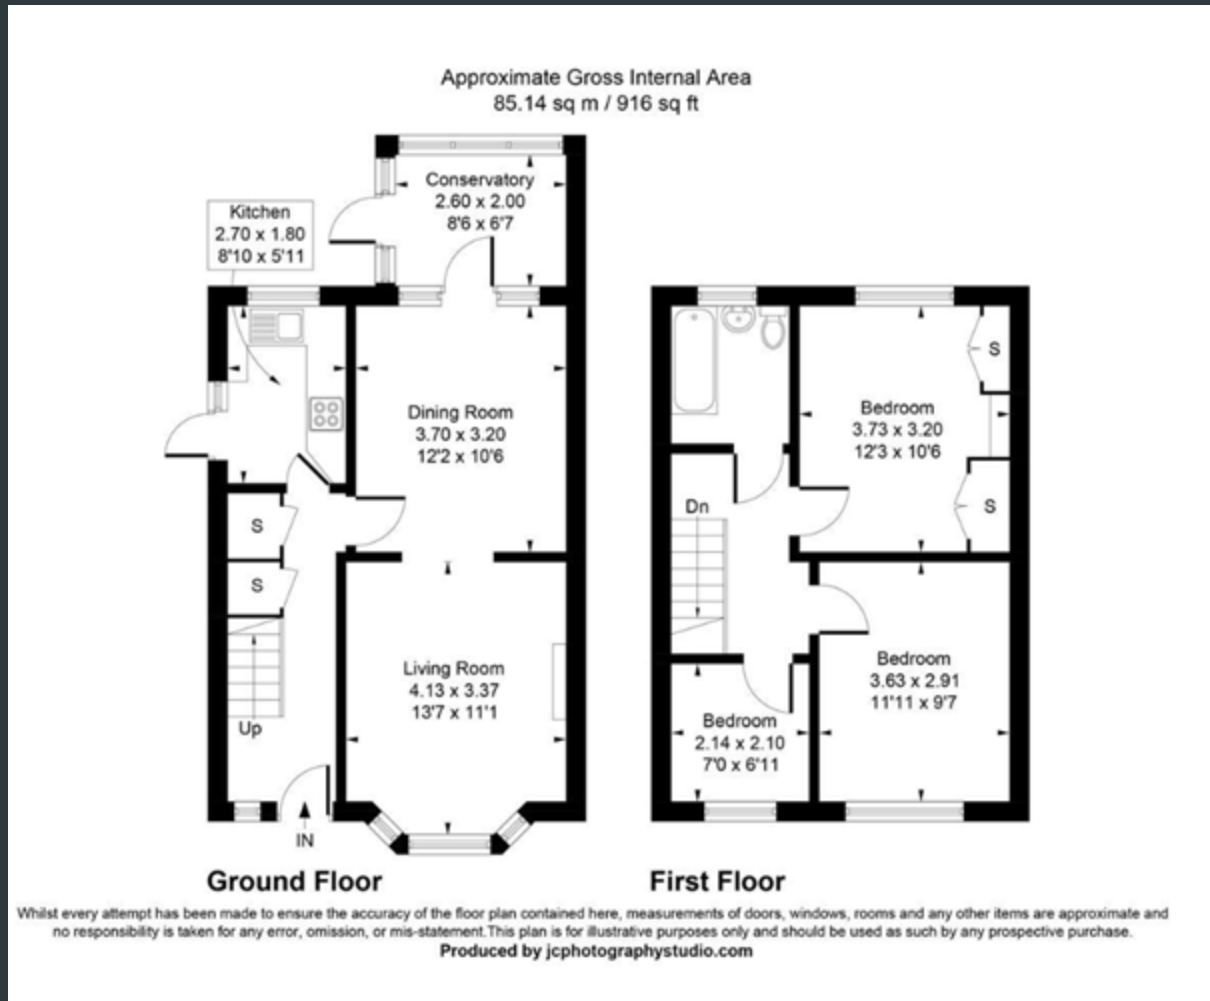 Approximate Gross Internal Area
85.14 sq m / 916 sq ft
Conservatory
2.60 x 2.00
8'6 x 6'7
Kitchen
2.70 x 1.80
8'10 x 5'11
Dining Room
3.70 x 3.20
12'2 x 10'6
S
S
Living Room
4.13 x 3.37
13'7 x 11'1
Up
IN
Ground Floor
S
Bedroom
3.73 x 3.20
12'3 x 10'6
S
Dn
Bedroom
3.63 x 2.91
11'11 x 9'7
Bedroom
2.14 x 2.10
7'0 x 6'11
First Floor
Whilst every attempt has been made to ensure the accuracy of the floor plan contained here, measurements of doors, windows, rooms and any other items are approximate and
no responsibility is taken for any error, omission, or mis-statement.This plan is for illustrative purposes only and should be used as such by any prospective purchase.
Produced by jcphotographystudio.com